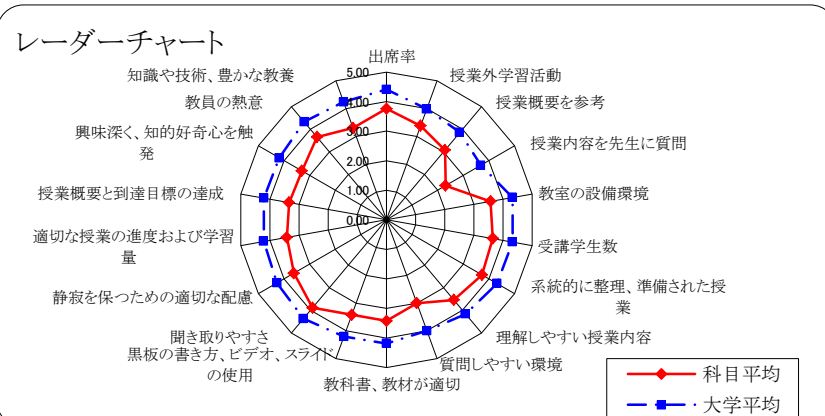 レーダーチャート
出席率
授業外学習活動
授業概要を参考
授業内容を先生に質問
教室の設備環境
受講学生数
系統的に整理、準備された授
業
理解しやすい授業内容
質問しやすい環境
教科書、教材が適切
黒板の書き方、ビデオ、スライド
の使用
聞き取りやすさ
静寂を保つための適切な配慮
適切な授業の進度および学習
量
授業概要と到達目標の達成
興味深く、知的好奇心を触
発
教員の熱意
知識や技術、豊かな教養
5.00
4.00
3.00
2.00
1.00
0.00
科目平均
大学平均